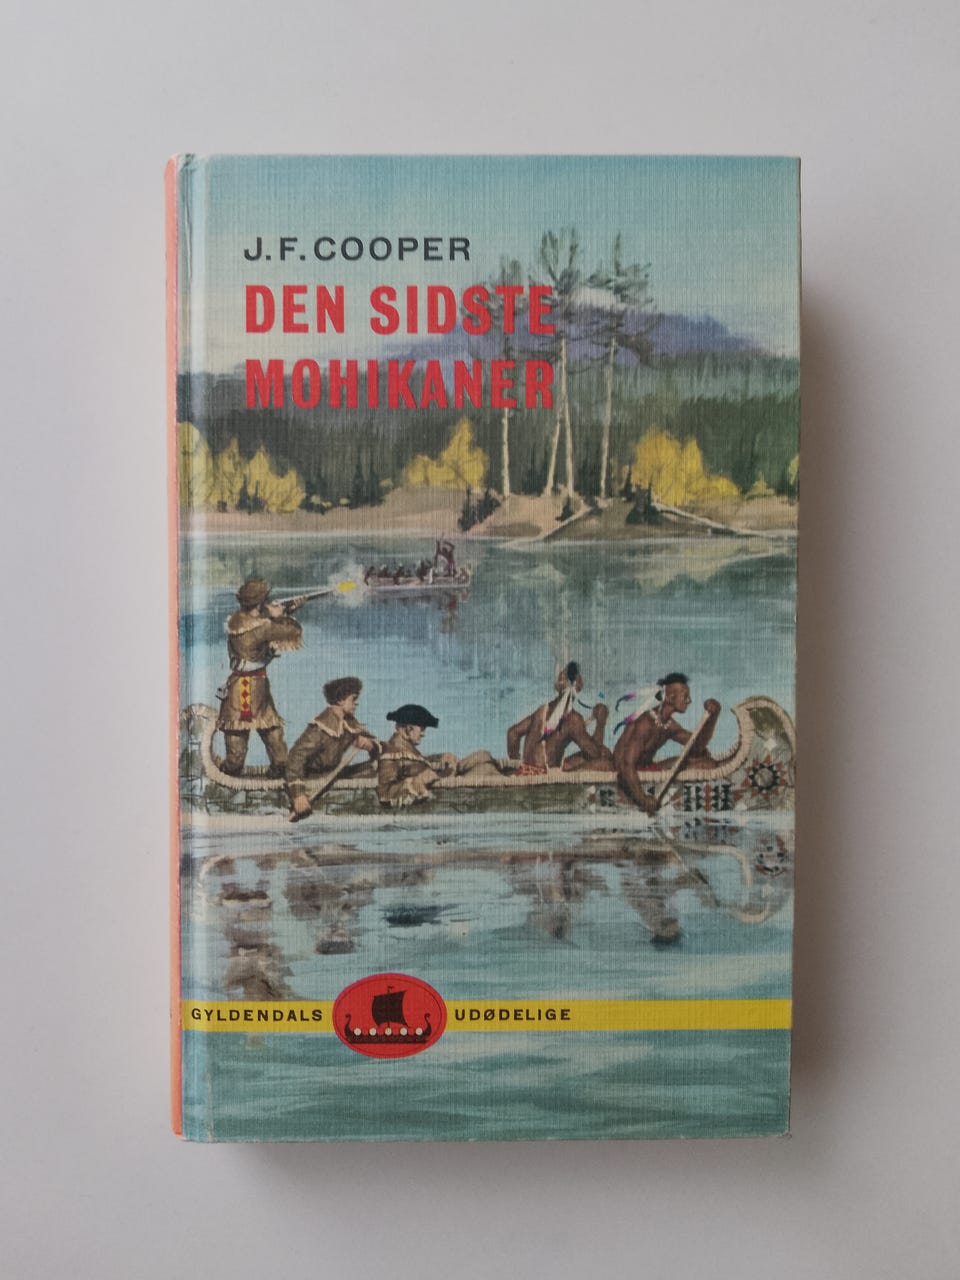 J.F.COOPER
DEN SIDSTE
MOHIKANER
GYLDENDALS UDØDELIGE